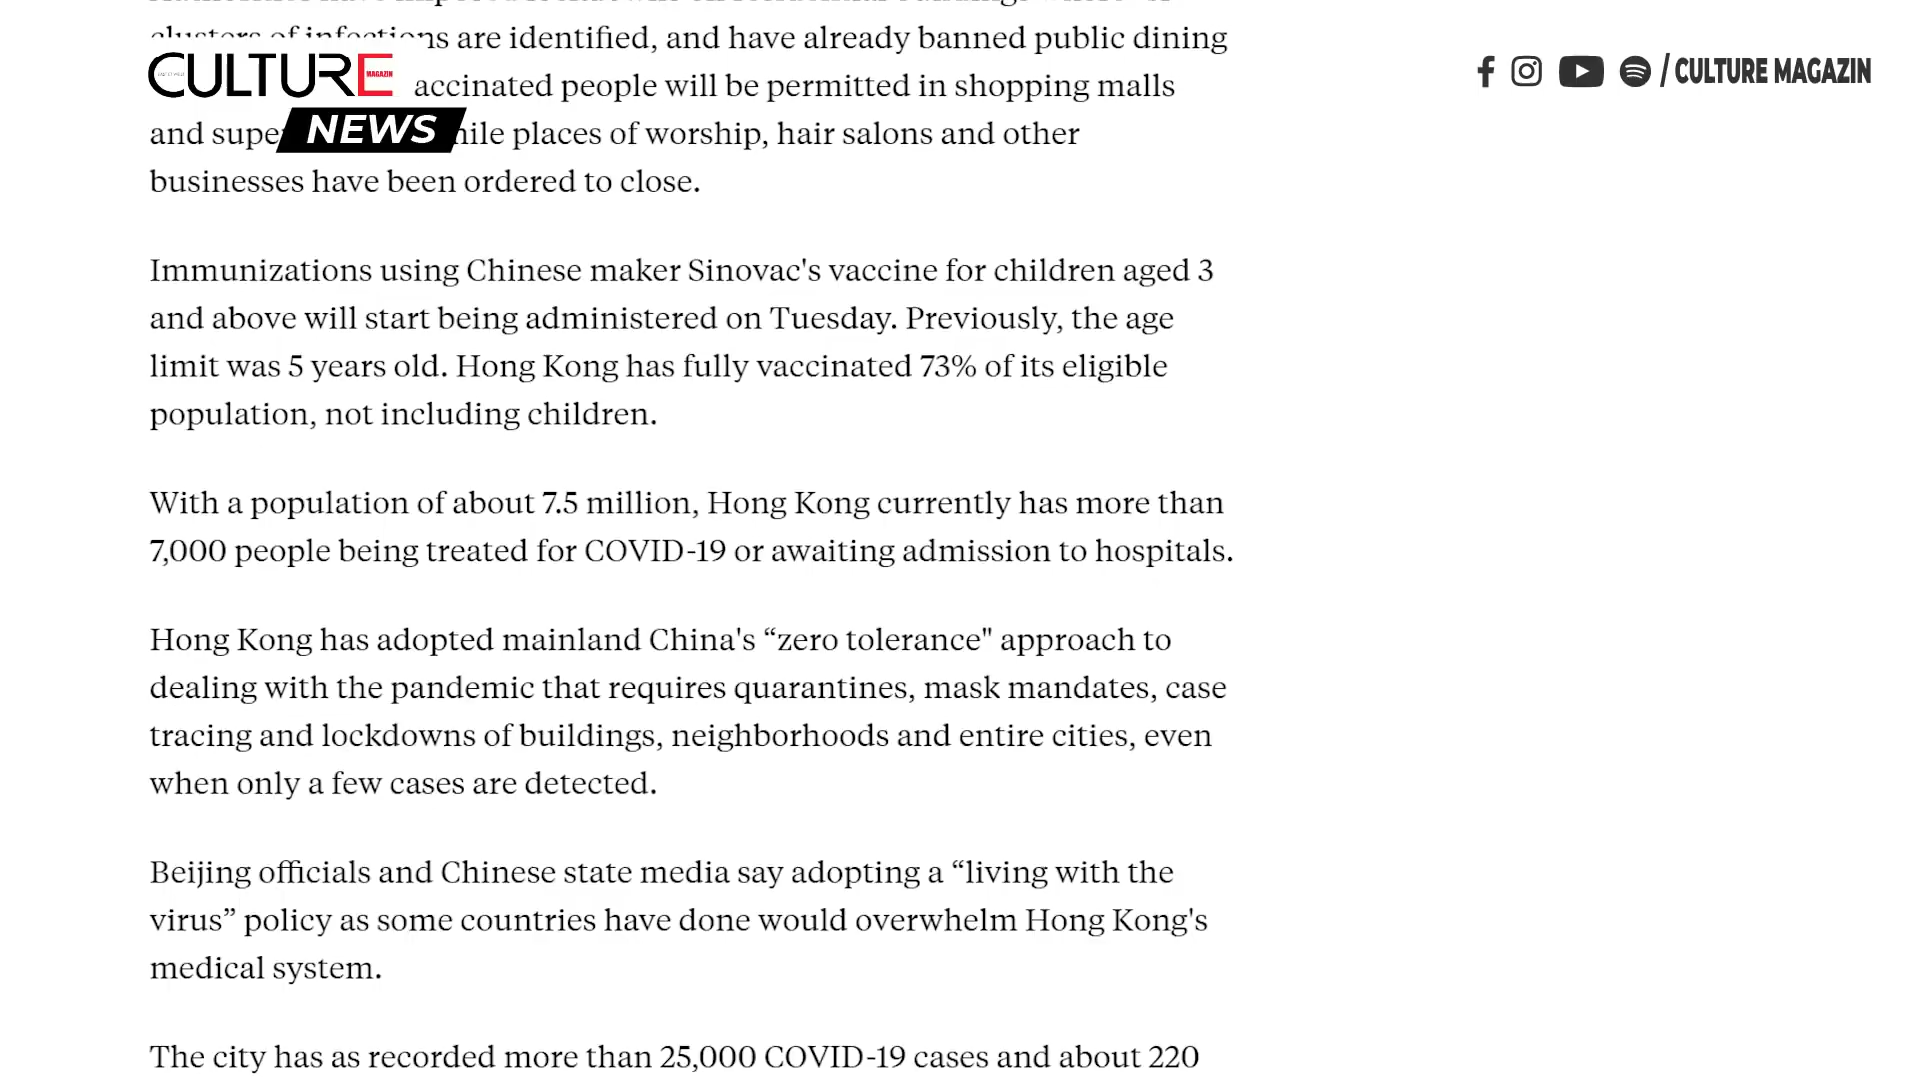 clusters of infections are identified, and have already banned public dining
CULTURE MAGAZIN
/ CULTURE MAGAZIN
accinated people will be permitted in shopping malls
and supe
NEWS
hile places of worship, hair salons and other
businesses have been ordered to close.
Immunizations using Chinese maker Sinovac's vaccine for children aged 3
and above will start being administered on Tuesday. Previously, the age
limit was 5 years old. Hong Kong has fully vaccinated 73% of its eligible
population, not including children.
With a population of about 7.5 million, Hong Kong currently has more than
7,000 people being treated for COVID-19 or awaiting admission to hospitals.
Hong Kong has adopted mainland China's “zero tolerance" approach to
dealing with the pandemic that requires quarantines, mask mandates, case
tracing and lockdowns of buildings, neighborhoods and entire cities, even
when only a few cases are detected.
Beijing officials and Chinese state media say adopting a “living with the
virus” policy as some countries have done would overwhelm Hong Kong's
medical system.
The city has as recorded more than 25,000 COVID-19 cases and about 220